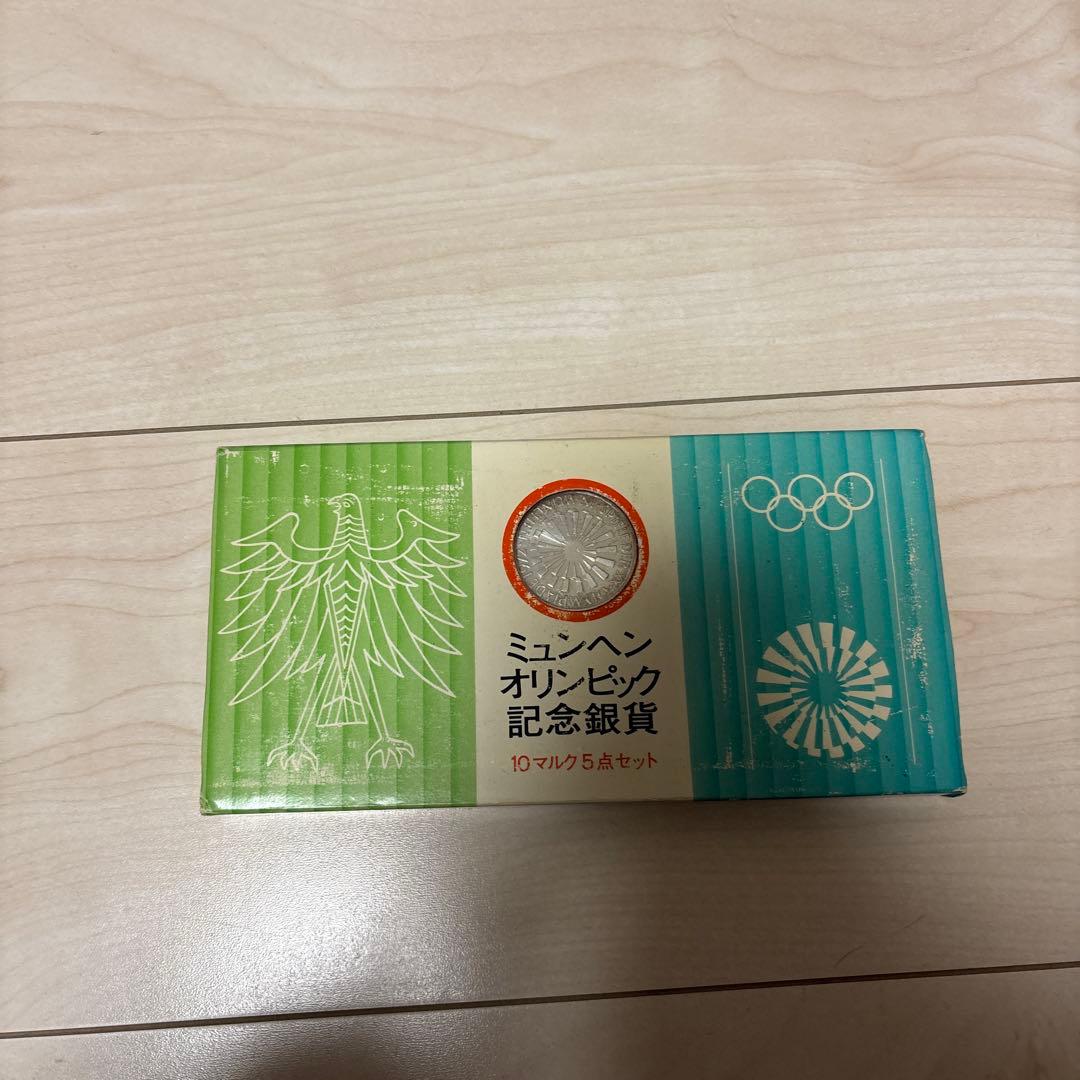 ミュンヘン
オリンピック
記念銀貨
10マルク5点セット